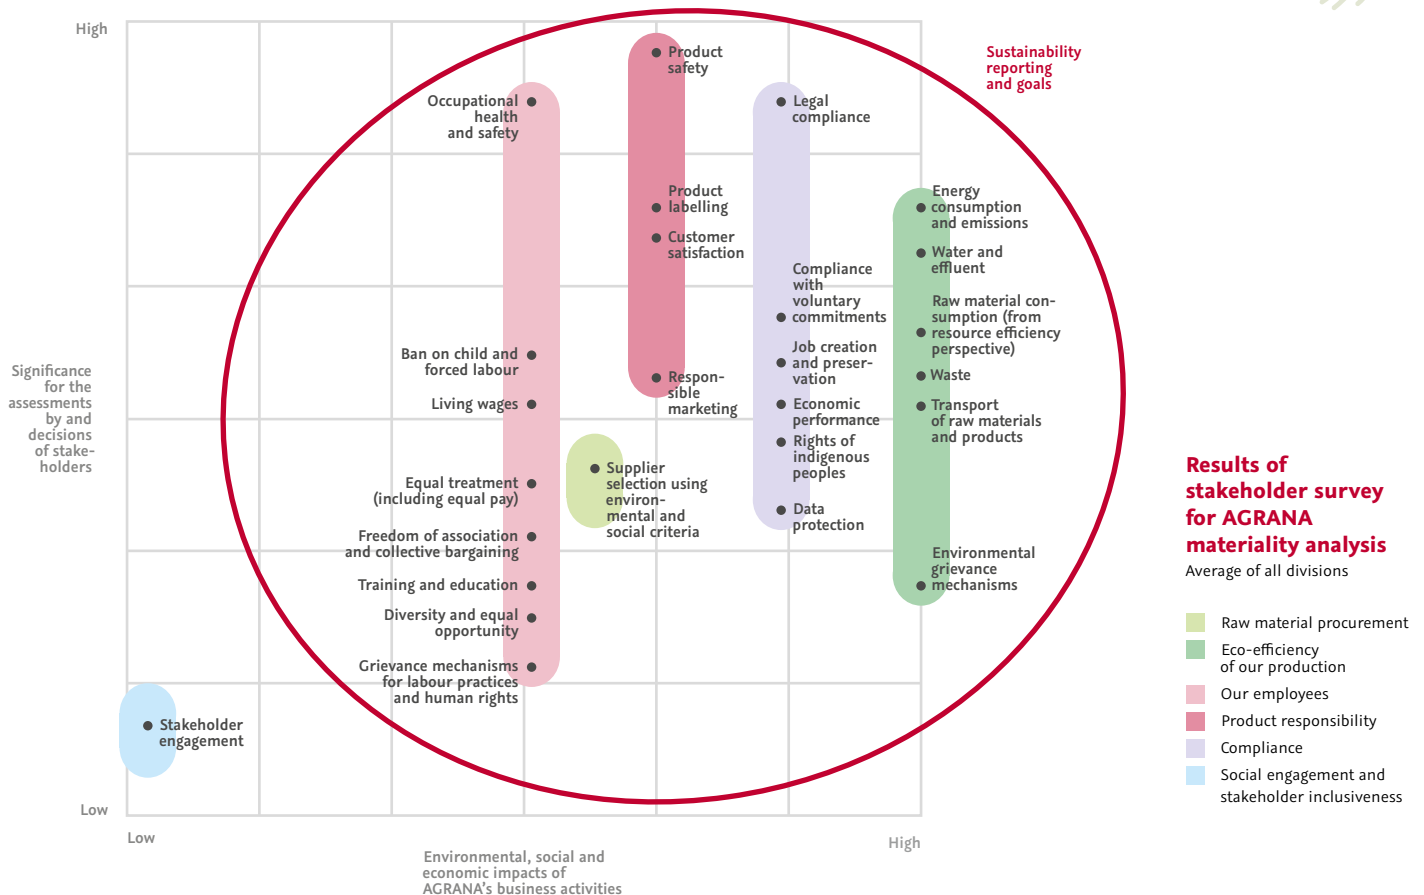 High
Product
safety
Sustainability
reporting
and goals
Occupational
health
and safety
Legal
compliance
Product
labelling
Customer
satisfaction
Energy
consumption
and emissions
Water and
effluent
Compliance
with
voluntary
commitments
Raw material con-
sumption (from
resource efficiency
perspective)
Ban on child and
forced labour
Job creation
and preser-
vation
Significance
for the
assessments
by and
decisions
of stake-
holders
Respon-
sible
marketing
Waste
Living wages
Economic
performance
Transport
of raw materials
and products
Rights of
indigenous
peoples
Supplier
selection using
environ-
mental and
social criteria
Equal treatment
(including equal pay)
Data
protection
Freedom of association
and collective bargaining
Environmental
grievance
mechanisms
Training and education
Diversity and equal
opportunity
Grievance mechanisms
for labour practices
and human rights
Stakeholder
engagement
Low
Low
High
Environmental, social and
economic impacts of
AGRANA's business activities
Results of
stakeholder survey
for AGRANA
materiality analysis
Average of all divisions
Raw material procurement
Eco-efficiency
of our production
Our employees
Product responsibility
Compliance
Social engagement and
stakeholder inclusiveness